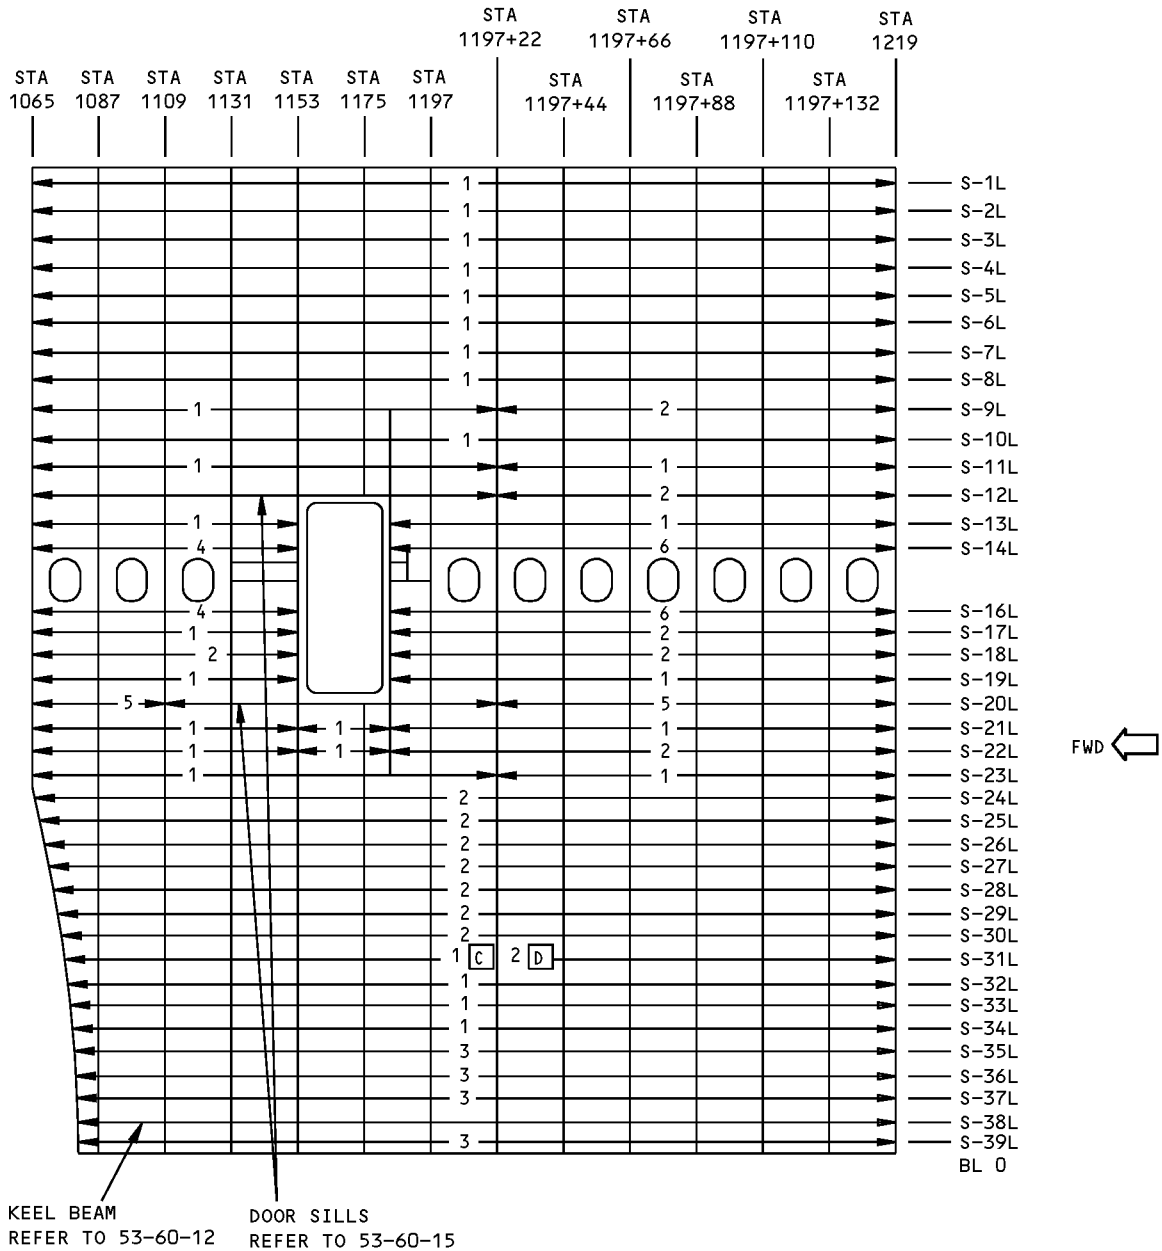 STA
1197+22
STA
1197+66
STA
1197+110
STA
1219
STA
1065
STA
1087
STA
1109
STA
1131
STA
1153
STA
1175
STA
1197
STA
1197+44
STA
1197+88
STA
1197+132
1 S-1L
1 S-2L
1 S-3L
1 S-4L
1 S-5L
1 S-6L
1 S-7L
1 S-8L
1 2 S-9L
1 S-10L
1 1 S-11L
2 S-12L
1 1 S-13L
4 6 S-14L
4 6 S-16L
1 2 S-17L
2 2 S-18L
1 1 S-19L
5 5 S-20L
1 1 1 S-21L
1 1 2 S-22L
1 1 S-23L
FWD
2 S-24L
2 S-25L
2 S-26L
2 S-27L
2 S-28L
2 S-29L
2 S-30L
1 C 2 D S-31L
1 S-32L
1 S-33L
1 S-34L
3 S-35L
3 S-36L
3 S-37L
S-38L
3 S-39L
BL 0
KEEL BEAM
REFER TO 53-60-12
DOOR SILLS
REFER TO 53-60-15